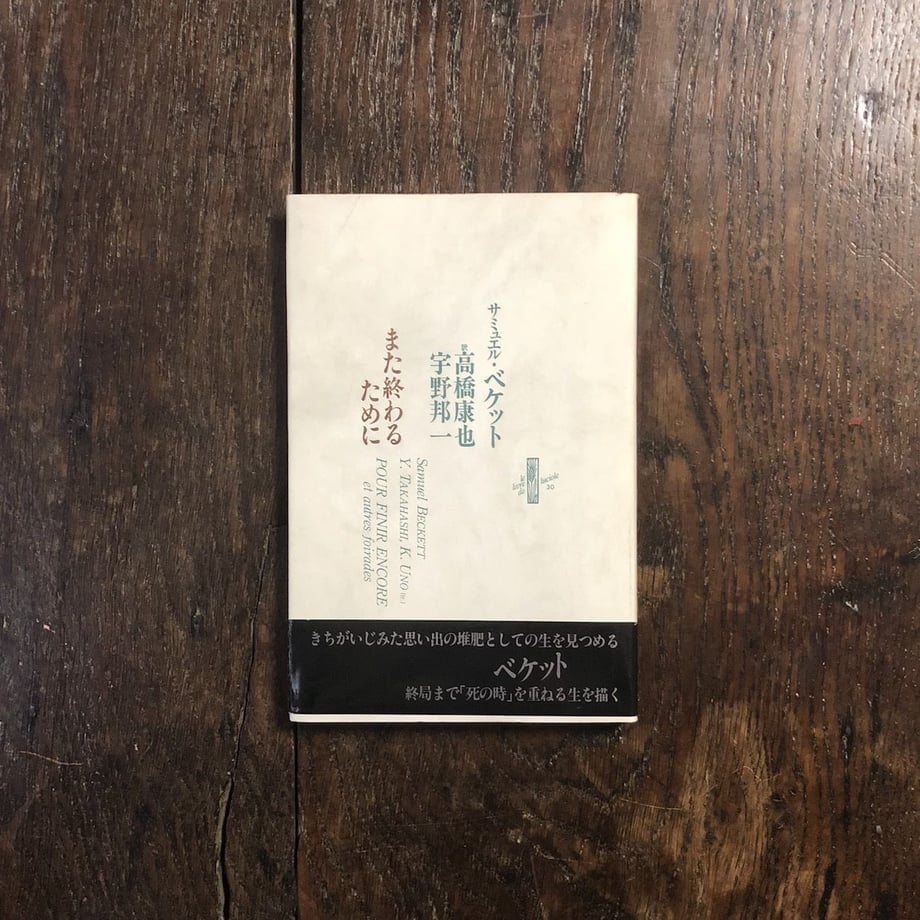 サミュエル・ベケット
訳 高橋康也
宇野邦一
また終わる
ために
Samuel BECKETT
Y. TAKAHASHI, K. UNO (tr.)
POUR FINIR ENCORE
et autres foirades
le
livre
du
luciole
30
きちがいじみた思い出の堆肥としての生を見つめる
ベケット
終局まで「死の時」を重ねる生を描く